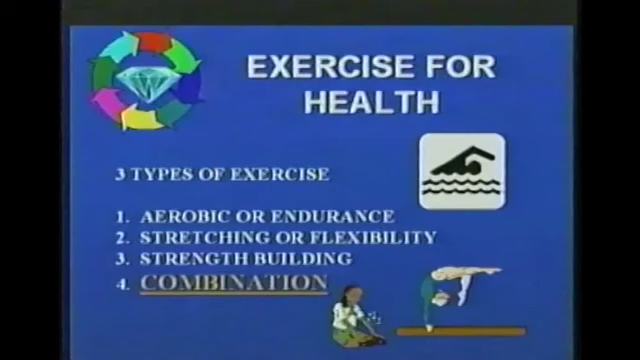 EXERCISE FOR
HEALTH
3 TYPES OF EXERCISE
1. AEROBIC OR ENDURANCE
2. STRETCHING OR FLEXIBILITY
3. STRENGTH BUILDING
4. COMBINATION